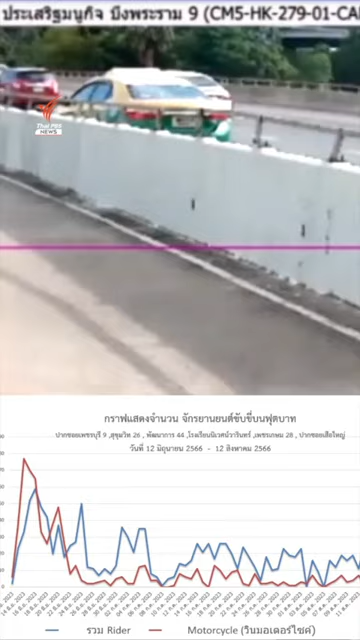 ประเสริฐมนูกิจ บึงพระราม 9 (CM5-HK-279-01-CA
Thai PBS
NEWS
กราฟแสดงจำนวน จักรยานยนต์ขับขี่บนฟุตบาท
ปากซอยเพชรบุรี 9 ,สุขุมวิท 26 , พัฒนาการ 44 ,โรงเรียนนิเวศน์วารินทร์ ,เพชรเกษม 28 , ปากซอยเสือใหญ่
วันที่ 12 มิถุนายน 2566 - 12 สิงหาคม 2566
รวม Rider
Motorcycle (วินมอเตอร์ไซค์)